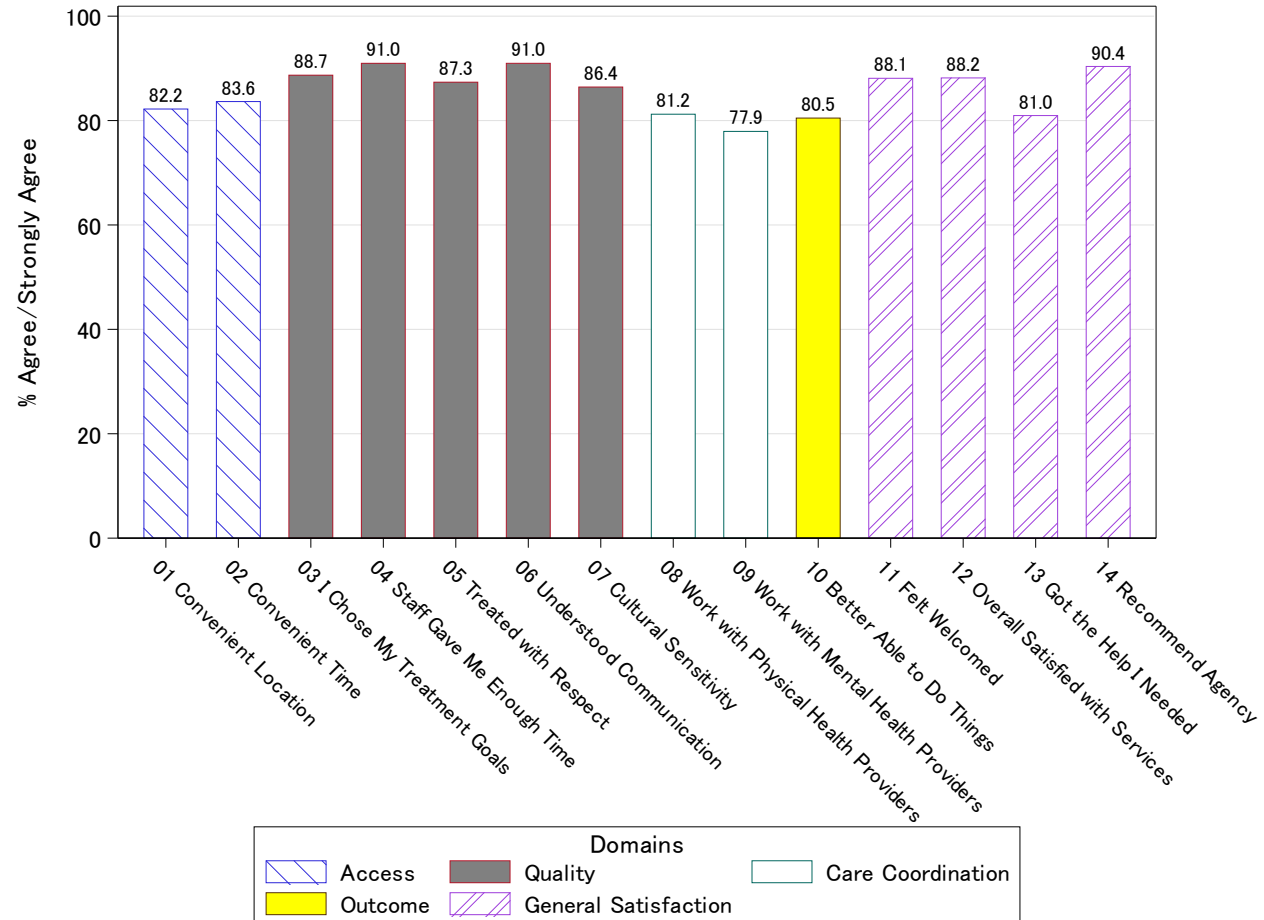 % Agree/Strongly Agree
100
80
60
40
20
0
82.2
83.6
88.7
91.0
87.3
91.0
86.4
81.2
77.9
80.5
88.1
88.2
81.0
90.4
01 Convenient Location
02 Convenient Time
03 I Chose My Treatment Goals
04 Staff Gave Me Enough Time
05 Treated with Respect
06 Understood Communication
07 Cultural Sensitivity
08 Work with Physical Health Providers
09 Work with Mental Health Providers
10 Better Able to Do Things
11 Felt Welcomed
12 Overall Satisfied with Services
13 Got the Help I Needed
14 Recommend Agency
Domains
Access
Quality
Care Coordination
Outcome
General Satisfaction